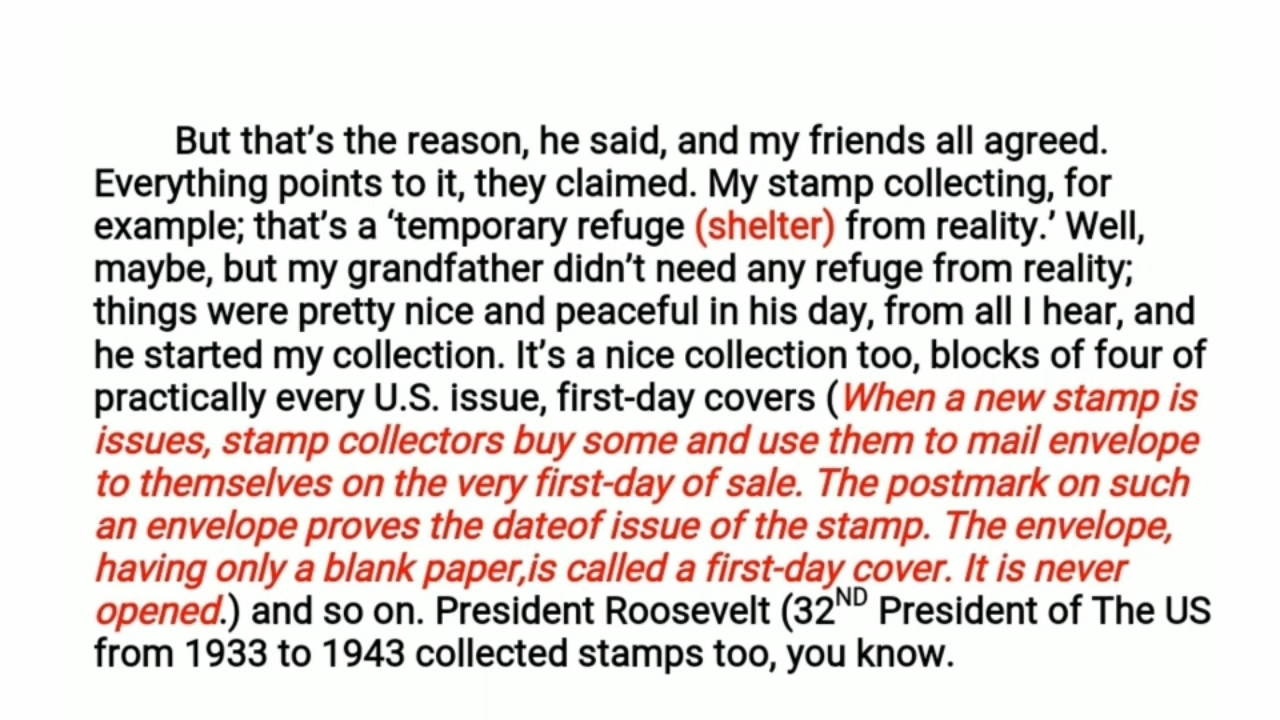 But that’s the reason, he said, and my friends all agreed.
Everything points to it, they claimed. My stamp collecting, for
example; that’s a ‘temporary refuge (shelter) from reality.’ Well,
maybe, but my grandfather didn’t need any refuge from reality;
things were pretty nice and peaceful in his day, from all I hear, and
he started my collection. It’s a nice collection too, blocks of four of
practically every U.S. issue, first-day covers (When a new stamp is
issues, stamp collectors buy some and use them to mail envelope
to themselves on the very first-day of sale. The postmark on such
an envelope proves the dateof issue of the stamp. The envelope,
having only a blank paper,is called a first-day cover. It is never
opened.) and so on. President Roosevelt (32ND President of The US
from 1933 to 1943 collected stamps too, you know.